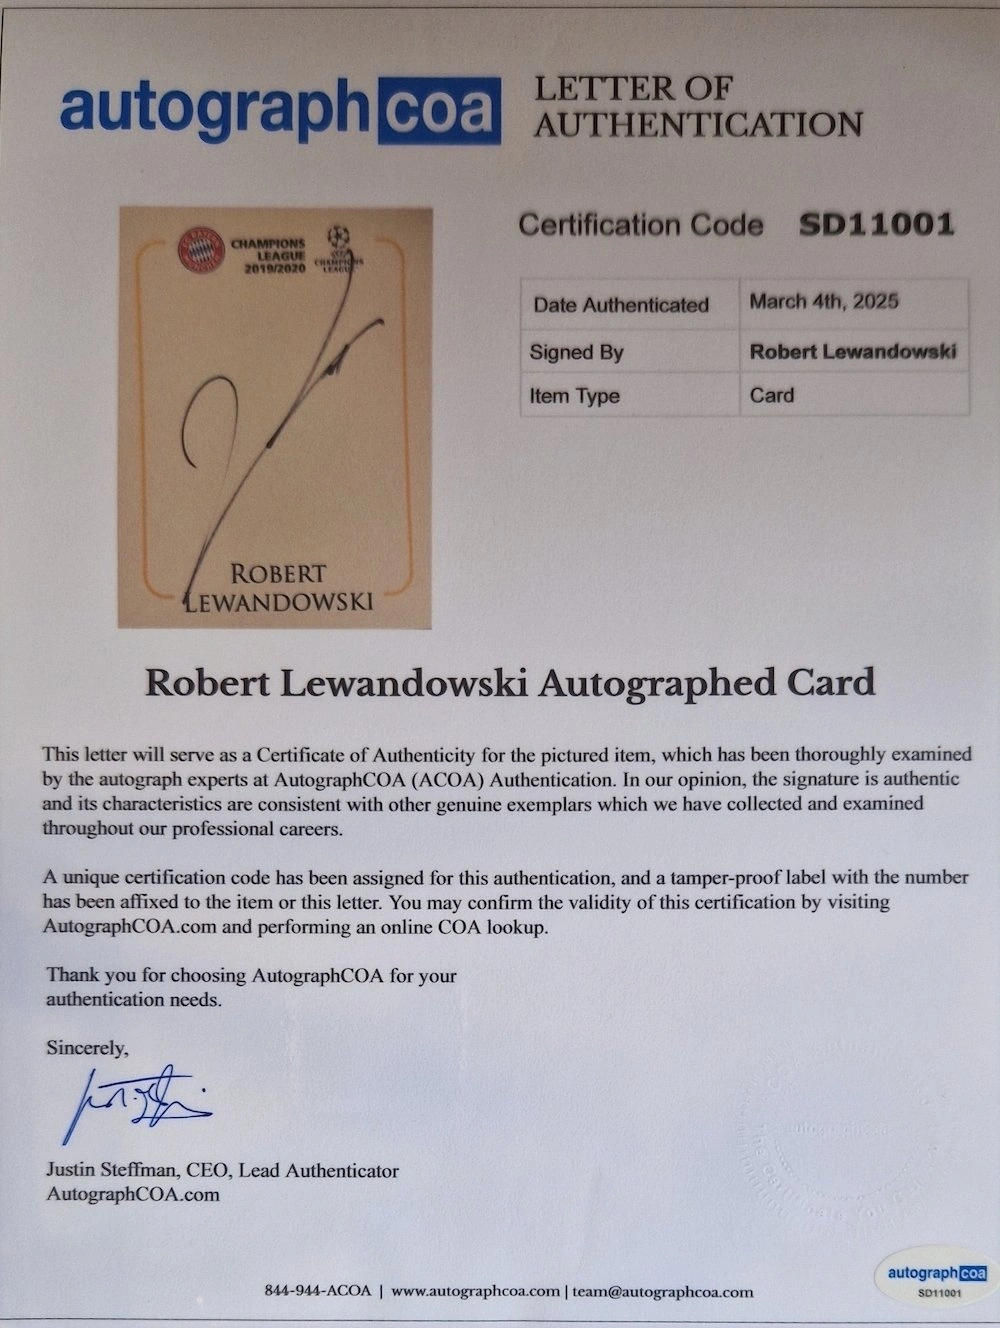 autographcoa
LETTER OF
AUTHENTICATION
Certification Code SD11001
Date Authenticated March 4th, 2025
Signed By Robert Lewandowski
Item Type Card
FC BAYERN
MÜNCHEN
CHAMPIONS
LEAGUE
2019/2020
CHAMPIONS
LEAGUE
ROBERT
LEWANDOWSKI
Robert Lewandowski Autographed Card
This letter will serve as a Certificate of Authenticity for the pictured item, which has been thoroughly examined
by the autograph experts at AutographCOA (ACOA) Authentication. In our opinion, the signature is authentic
and its characteristics are consistent with other genuine exemplars which we have collected and examined
throughout our professional careers.
A unique certification code has been assigned for this authentication, and a tamper-proof label with the number
has been affixed to the item or this letter. You may confirm the validity of this certification by visiting
AutographCOA.com and performing an online COA lookup.
Thank you for choosing AutographCOA for your
authentication needs.
Sincerely,
Justin Steffman, CEO, Lead Authenticator
AutographCOA.com
844-944-ACOA | www.autographcoa.com | team@autographcoa.com
autographcoa
SD11001